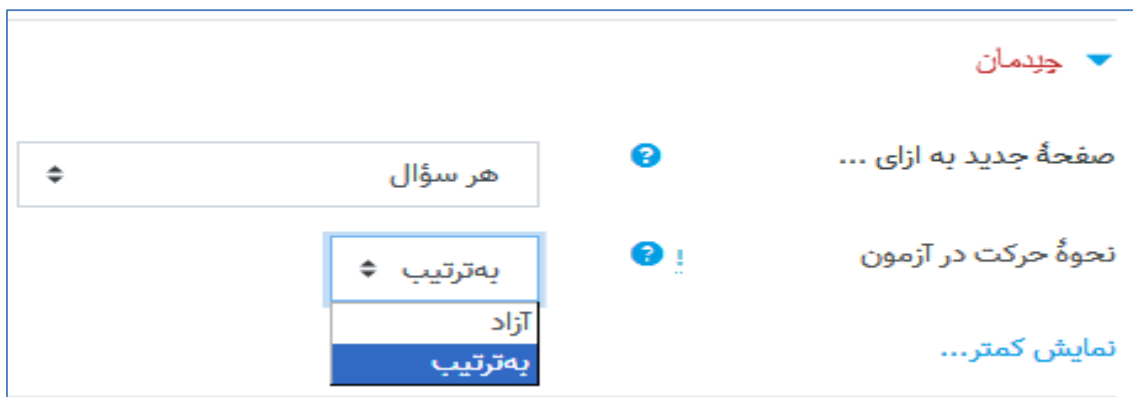 چیدمان
صفحهٔ جدید به ازای ...
هر سؤال
نحوهٔ حرکت در آزمون
به‌ترتیب
آزاد
به‌ترتیب
نمایش کمتر...